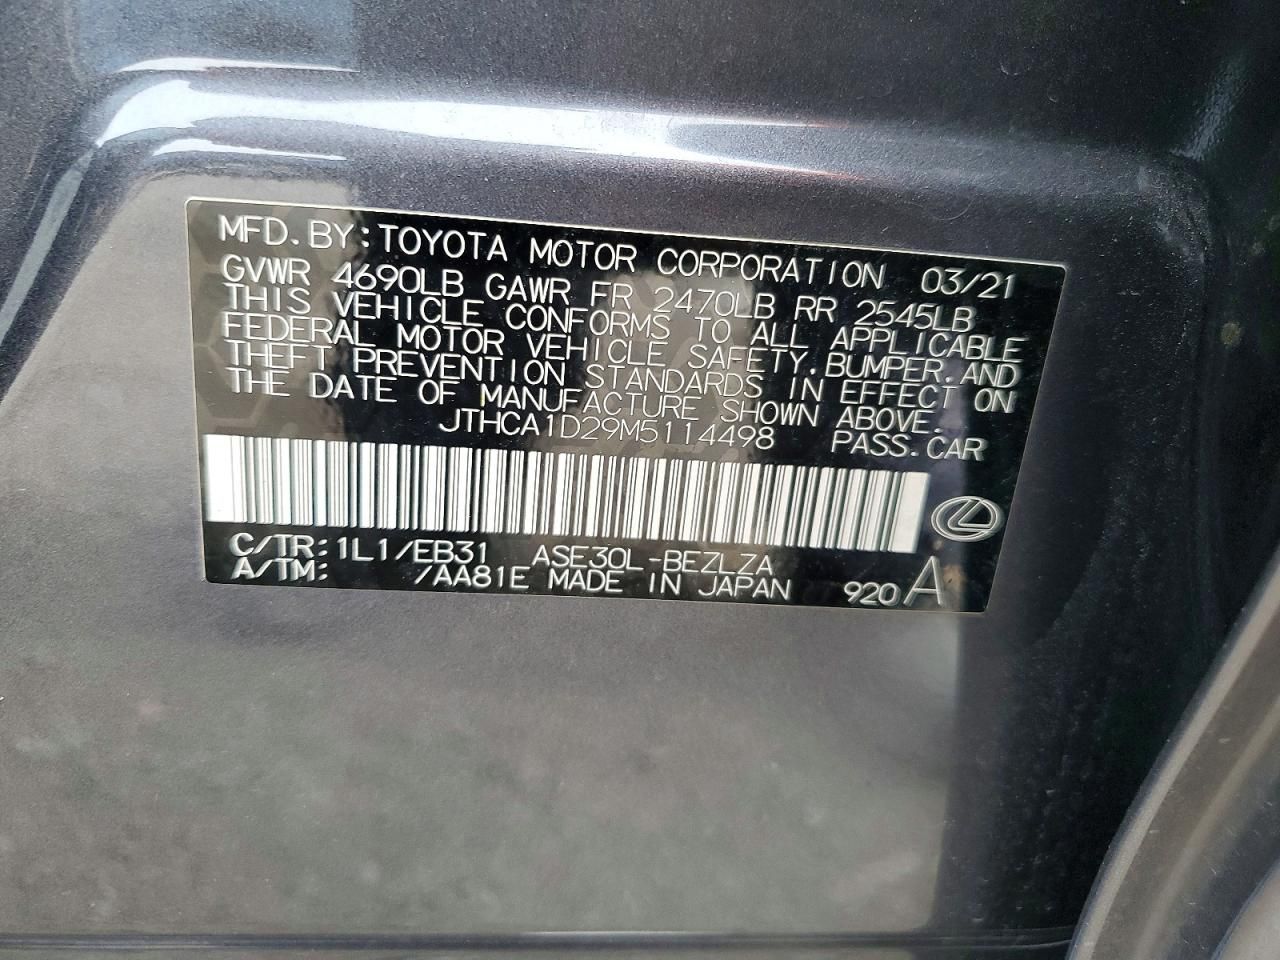 MFD.BY:TOYOTA MOTOR CORPORATION 03/21
GVWR 4690LB GAWR FR 2470LB RR 2545LB
THIS VEHICLE CONFORMS TO ALL APPLICABLE
FEDERAL MOTOR VEHICLE SAFETY.BUMPER.AND
THEFT PREVENTION STANDARDS IN EFFECT ON
THE DATE OF MANUFACTURE SHOWN ABOVE.
JTHCA1D29M5114498 PASS.CAR
C/TR:1L1/EB31 ASE30L-BEZLZA
A/TM: /AA81E MADE IN JAPAN 920 A